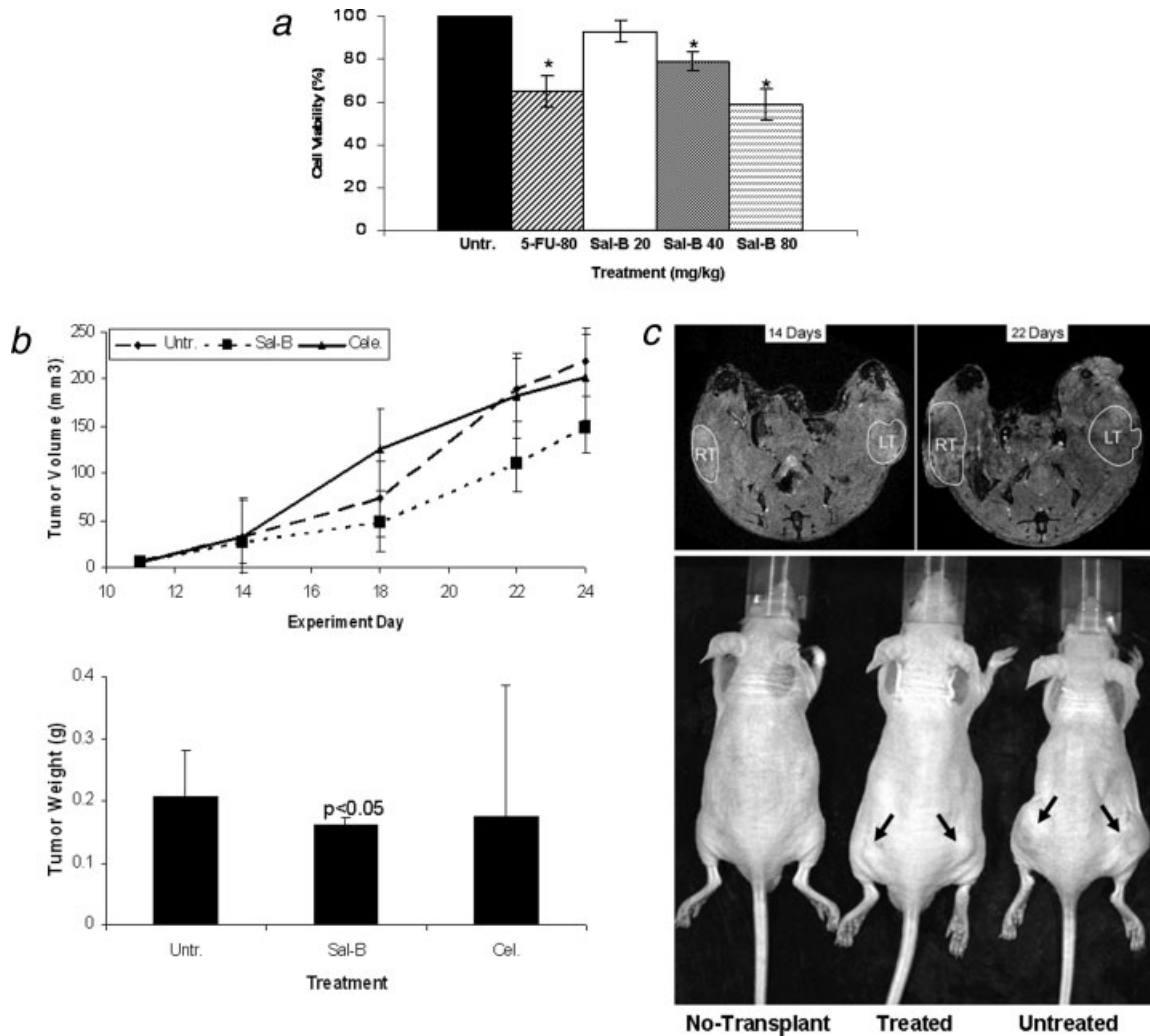 a
100
80
60
40
20
0
Cell Viability (%)
*
*
*
Untr. 5-FU-80 Sal-B 20 Sal-B 40 Sal-B 80
Treatment (mg/kg)
b
Untr. Sal-B Cele.
250
200
150
100
50
0
Tumor Volume (mm3)
10 12 14 16 18 20 22 24
Experiment Day
0.4
0.3
0.2
0.1
0
Tumor Weight (g)
p<0.05
Untr. Sal-B Cel.
Treatment
c
14 Days 22 Days
RT LT RT LT
No-Transplant Treated Untreated